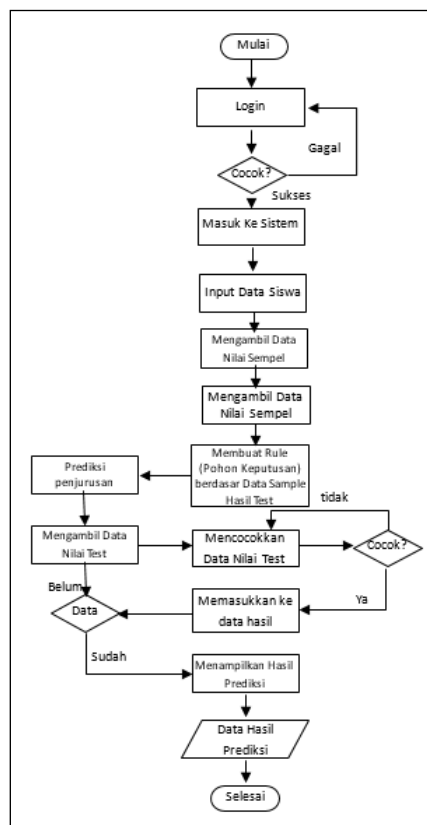 Mulai
Login
Gagal
Cocok?
Sukses
Masuk Ke Sistem
Input Data Siswa
Mengambil Data
Nilai Sempel
Mengambil Data
Nilai Sempel
Membuat Rule
(Pohon Keputusan)
berdasar Data Sample
Hasil Test
Prediksi
penjurusan
tidak
Mengambil Data
Nilai Test
Mencocokkan
Data Nilai Test
Cocok?
Belum
Ya
Data
Memasukkan ke
data hasil
Sudah
Menampilkan Hasil
Prediksi
Data Hasil
Prediksi
Selesai